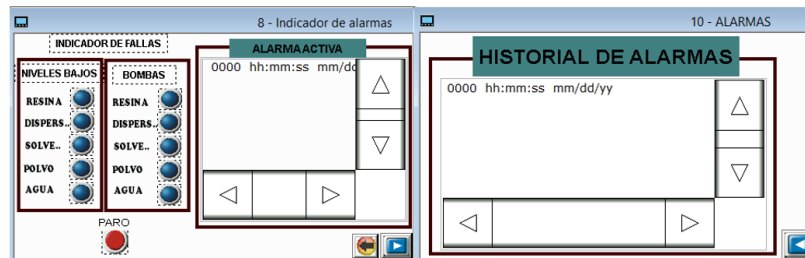 8 - Indicador de alarmas
INDICADOR DE FALLAS
NIVELES BAJOS
RESINA
DISPERS..
SOLVE..
POLVO
AGUA
BOMBAS
RESINA
DISPERS..
SOLVE..
POLVO
AGUA
PARO
ALARMA ACTIVA
0000 hh:mm:ss mm/dd
10 - ALARMAS
HISTORIAL DE ALARMAS
0000 hh:mm:ss mm/dd/yy